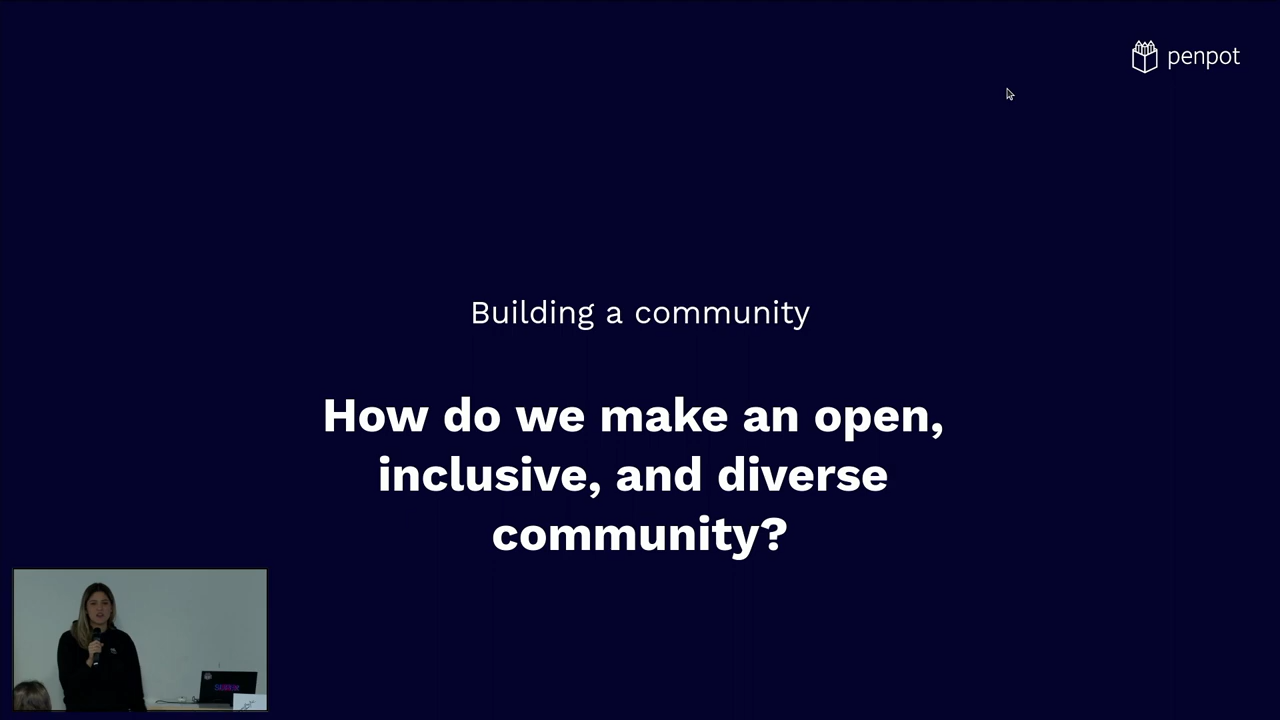 penpot
Building a community
How do we make an open,
inclusive, and diverse
community?